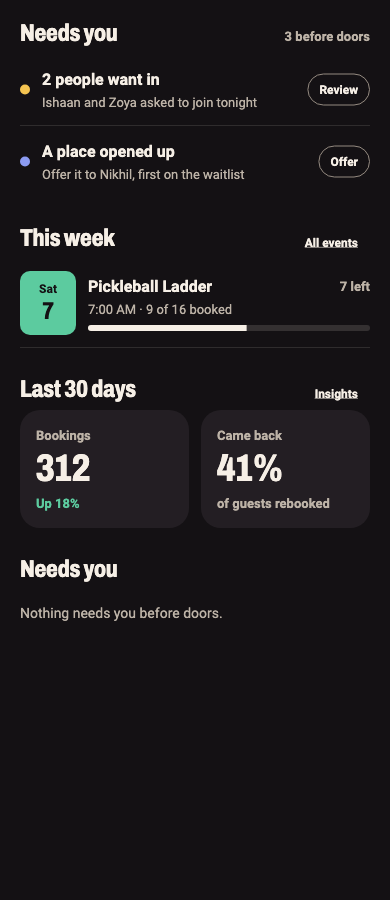 Needs you
3 before doors
2 people want in
Ishaan and Zoya asked to join tonight
Review
A place opened up
Offer it to Nikhil, first on the waitlist
Offer
This week
All events
Sat
7
Pickleball Ladder
7 left
7:00 AM · 9 of 16 booked
Last 30 days
Insights
Bookings
312
Up 18%
Came back
41%
of guests rebooked
Needs you
Nothing needs you before doors.